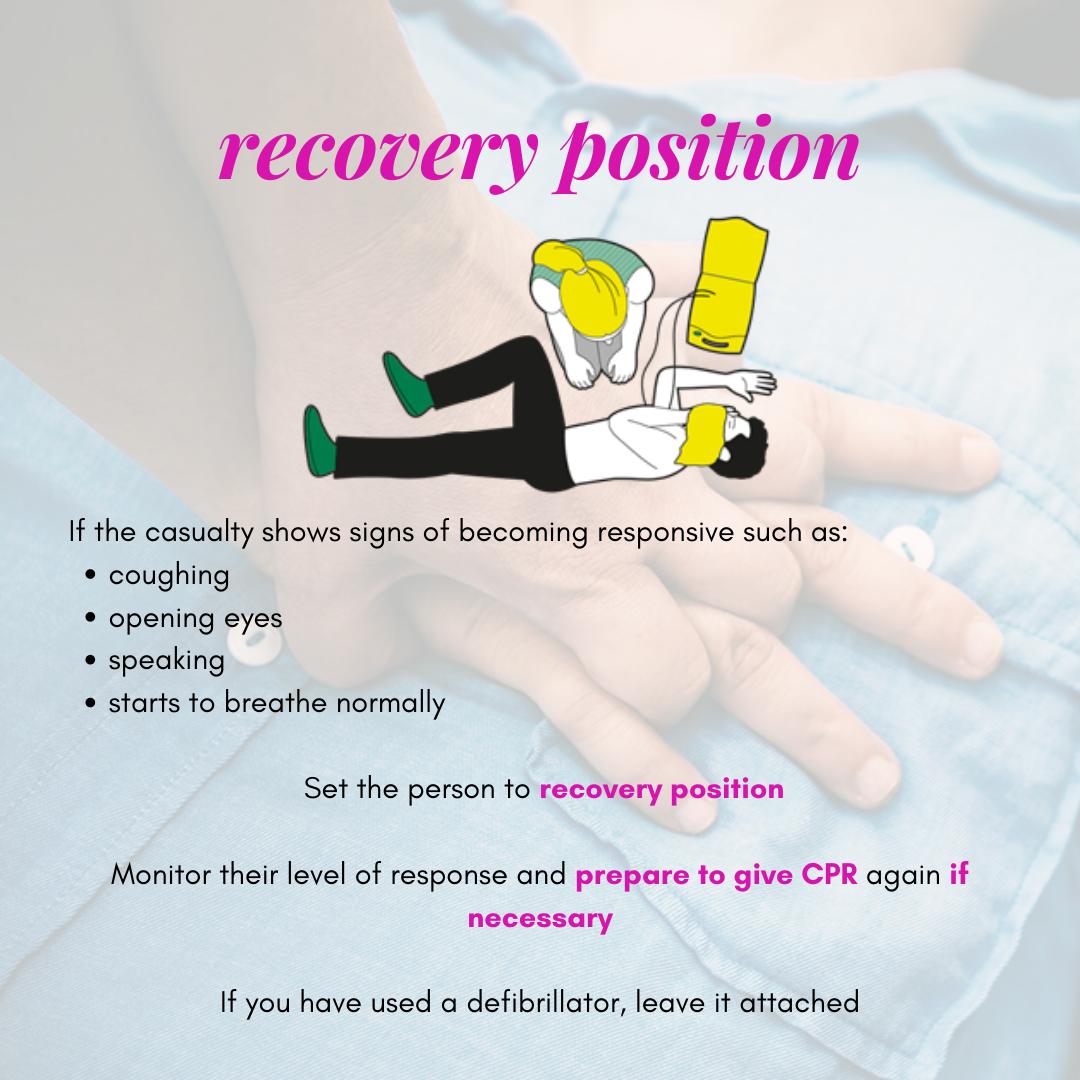 recovery position
If the casualty shows signs of becoming responsive such as:
• coughing
• opening eyes
• speaking
• starts to breathe normally
Set the person to recovery position
Monitor their level of response and prepare to give CPR again if
necessary
If you have used a defibrillator, leave it attached